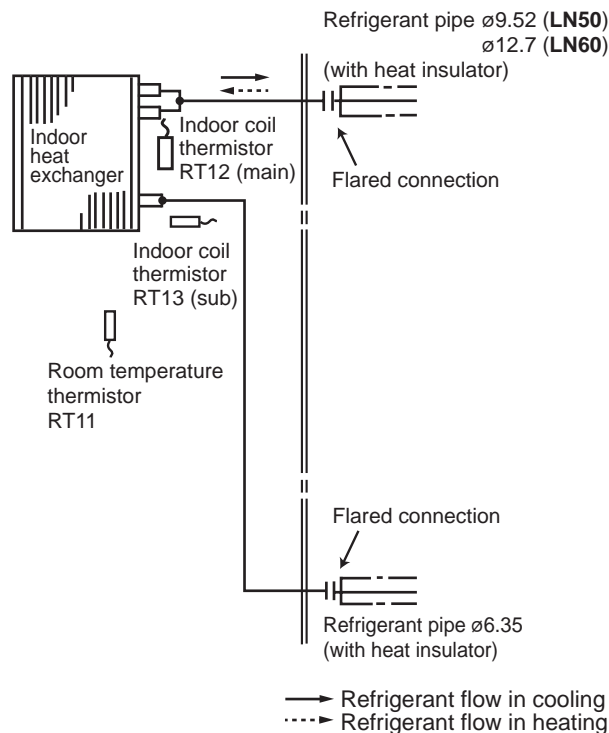 Refrigerant pipe ø9.52 (LN50)
ø12.7 (LN60)
(with heat insulator)
Indoor
heat
exchanger
Indoor coil
thermistor
RT12 (main)
Flared connection
Indoor coil
thermistor
RT13 (sub)
Room temperature
thermistor
RT11
Flared connection
Refrigerant pipe ø6.35
(with heat insulator)
Refrigerant flow in cooling
Refrigerant flow in heating